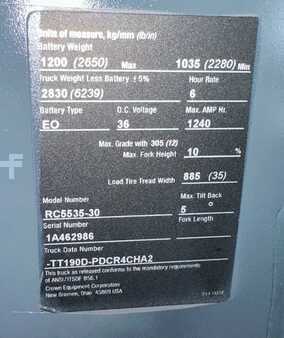 Units of measure, kg/mm (lb/in)
Battery Weight
1200 (2650) Max 1035 (2280) Min
Truck Weight Less Battery ± 5% Hour Rate
2830 (6239) 6
Battery Type D.C. Voltage Max. AMP Hr.
EO 36 1240
Max. Grade with 305 (12)
Max. Fork Height 10 %
Load Tire Tread Width 885 (35)
Model Number Max. Tilt Back
RC5535-30 5 °
Serial Number Fork Length
1A462986
Truck Data Number
-TT190D-PDCR4CHA2
This truck as released conforms to the mandatory requirements
of ANSI/ITSDF B56.1
Crown Equipment Corporation
New Bremen, Ohio 45869 USA
f